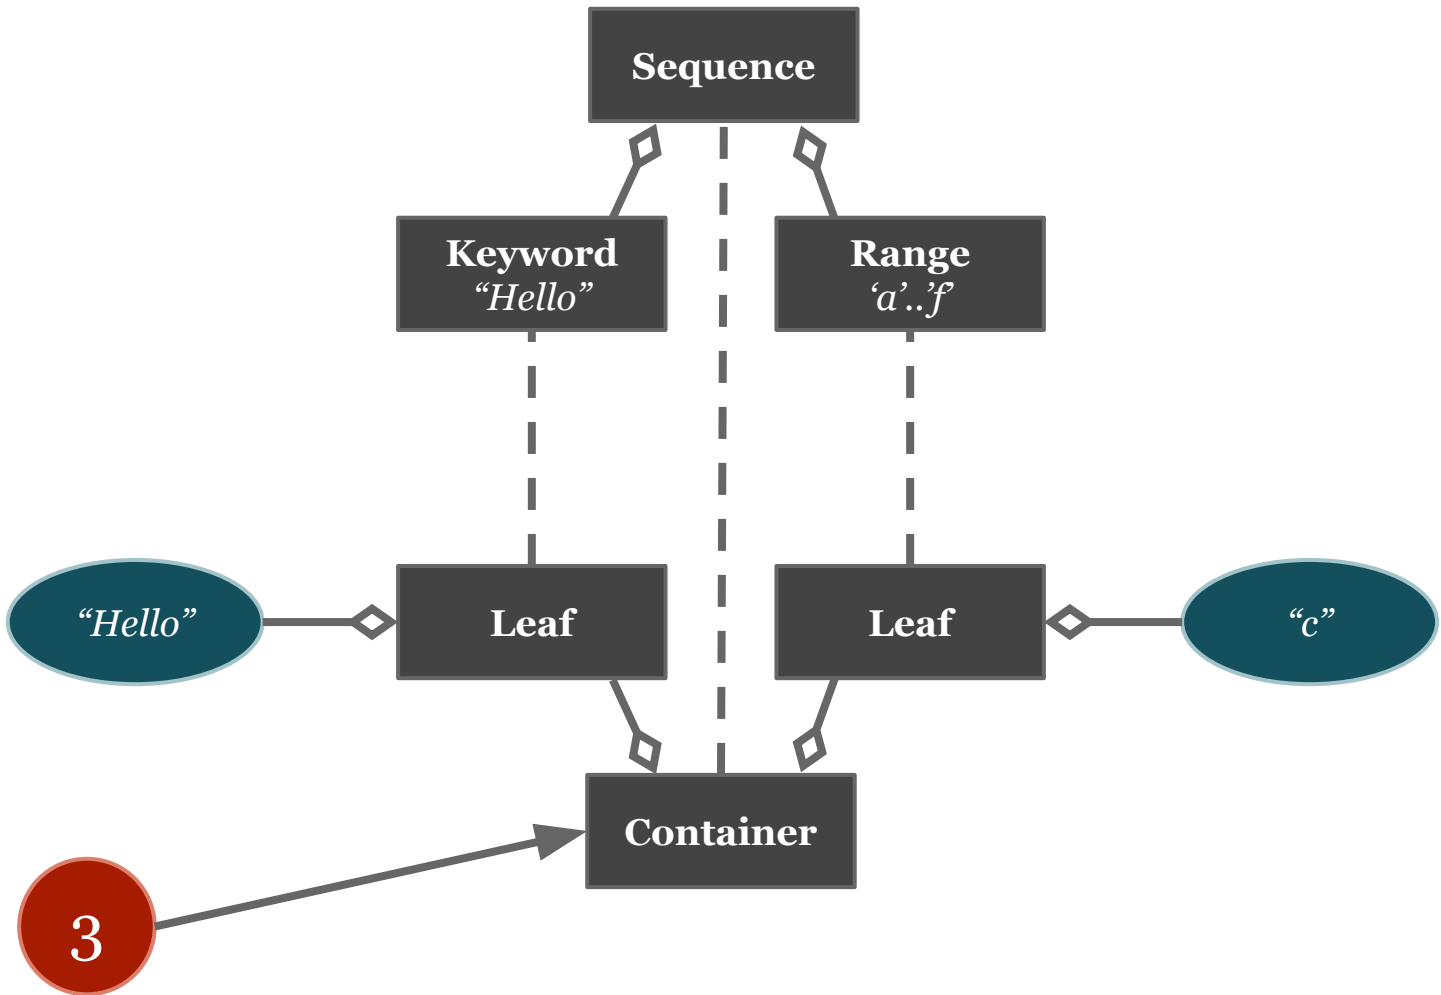 Sequence
Keyword
“Hello”
Range
‘a’..’f’
“Hello”
Leaf
Leaf
“c”
Container
3